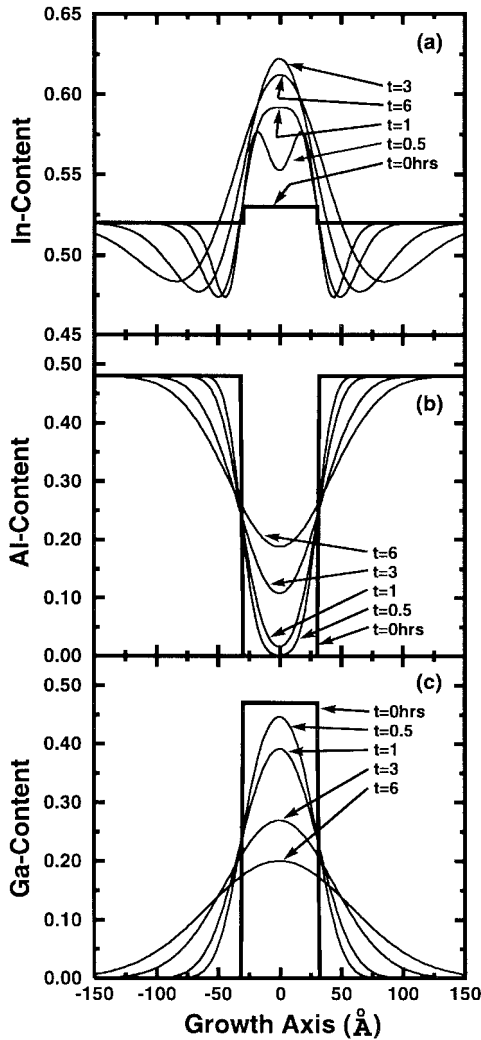 (a)
0.65
0.60
0.55
0.50
0.45
In-Content
t=3
t=6
t=1
t=0.5
t=0hrs
(b)
0.50
0.40
0.30
0.20
0.10
0.00
Al-Content
t=6
t=3
t=1
t=0.5
t=0hrs
(c)
0.50
0.40
0.30
0.20
0.10
0.00
Ga-Content
t=0hrs
t=0.5
t=1
t=3
t=6
-150 -100 -50 0 50 100 150
Growth Axis (Å)